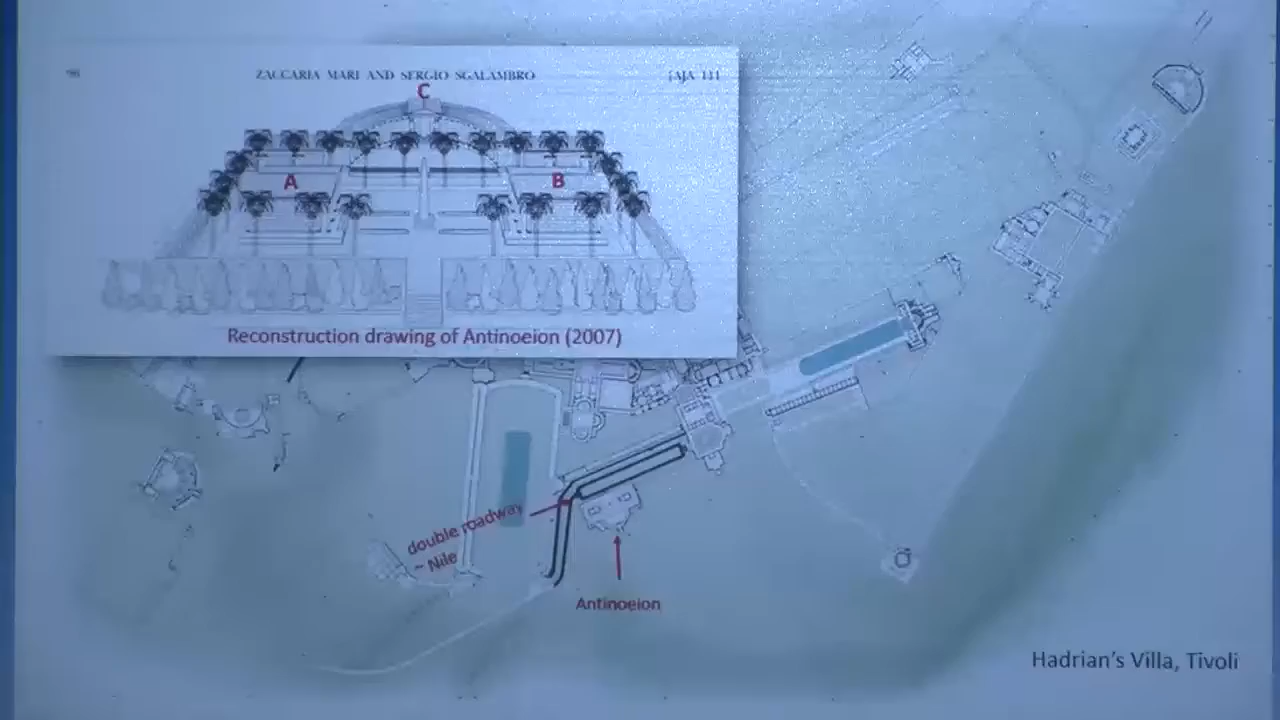 96
ZACCARIA MARI AND SERGIO SGALAMBRO
[AJA 111
C
A
B
Reconstruction drawing of Antinoeion (2007)
double roadway
~ Nile
Antinoeion
Hadrian's Villa, Tivoli